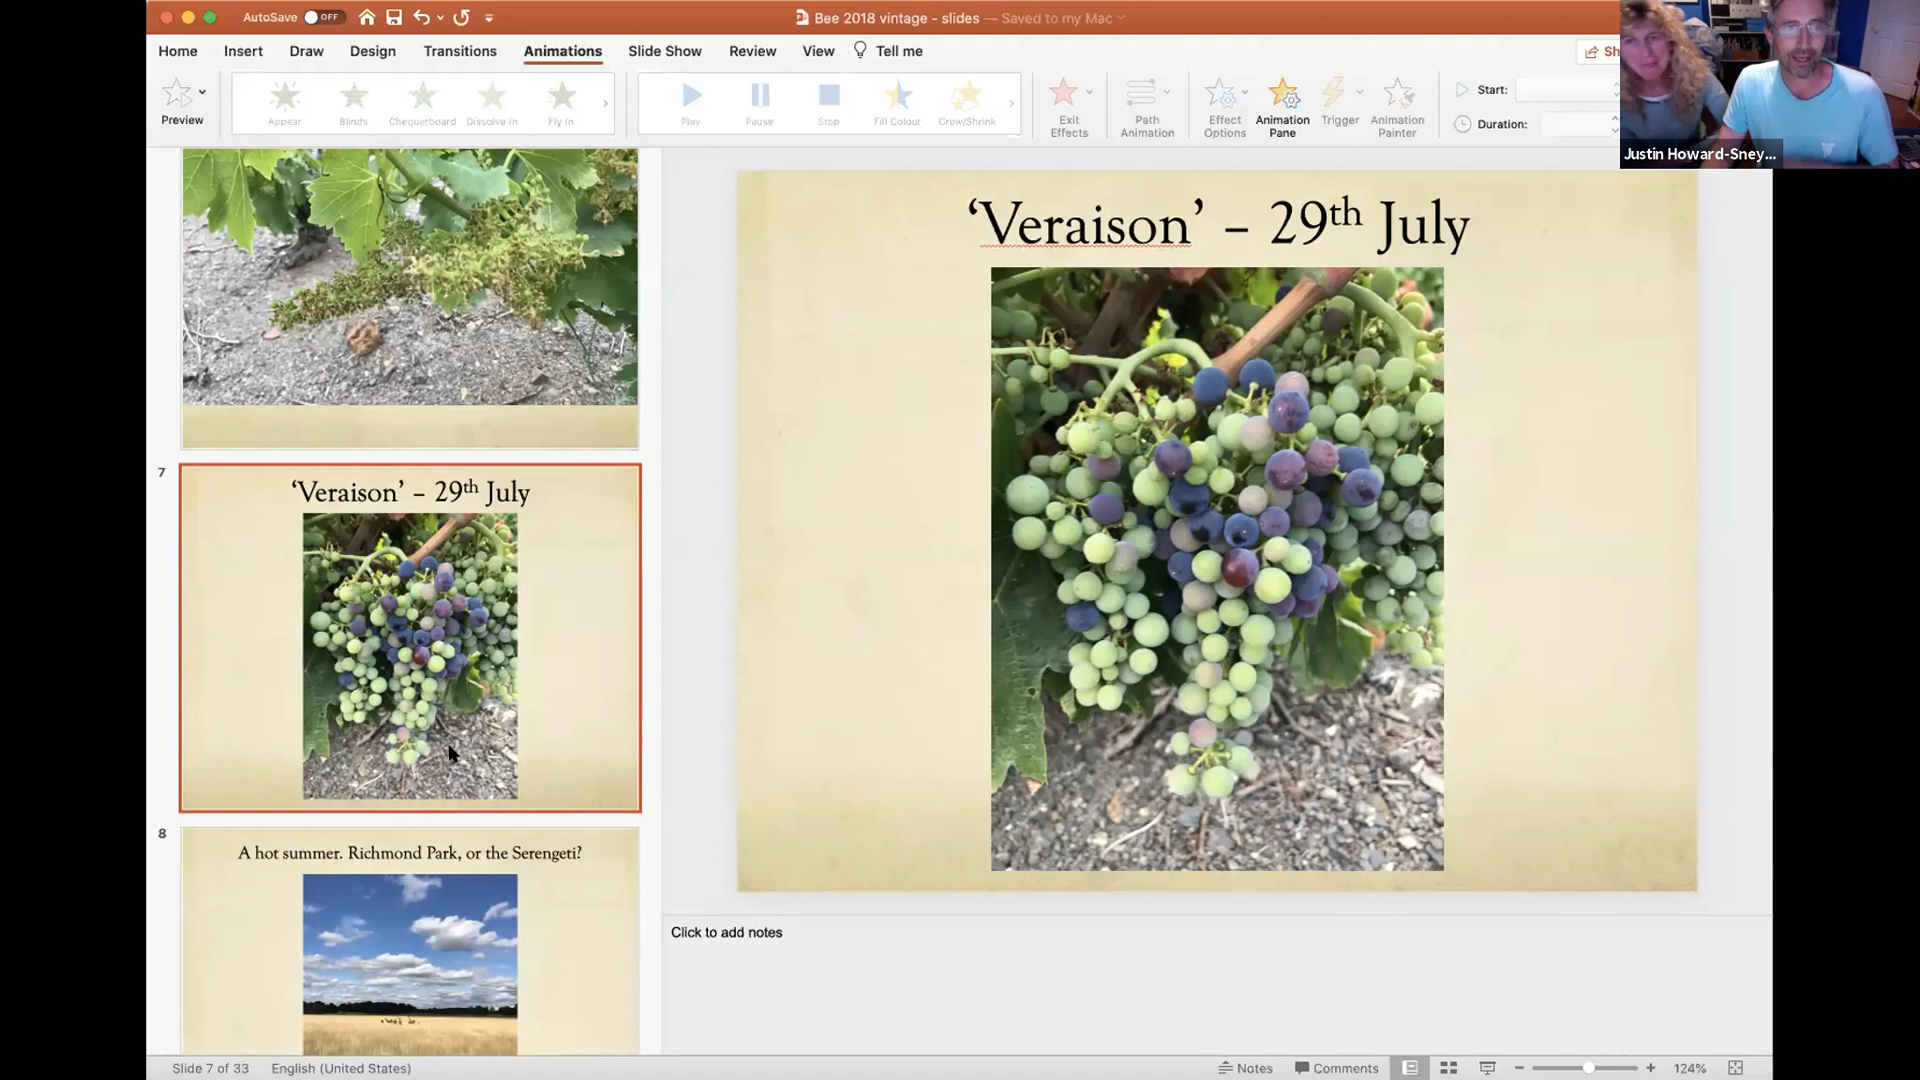 AutoSave OFF
Bee 2018 vintage - slides — Saved to my Mac
Home Insert Draw Design Transitions Animations Slide Show Review View Tell me
Sh
Preview
Appear Blinds Chequerboard Dissolve In Fly In
Play Pause Stop Fill Colour Grow/Shrink
Exit Effects
Path Animation
Effect Options
Animation Pane
Trigger
Animation Painter
Start:
Duration:
Justin Howard-Sney...
‘Veraison’ – 29th July
7
‘Veraison’ – 29th July
8
A hot summer. Richmond Park, or the Serengeti?
Click to add notes
Slide 7 of 33 English (United States) Notes Comments 124%